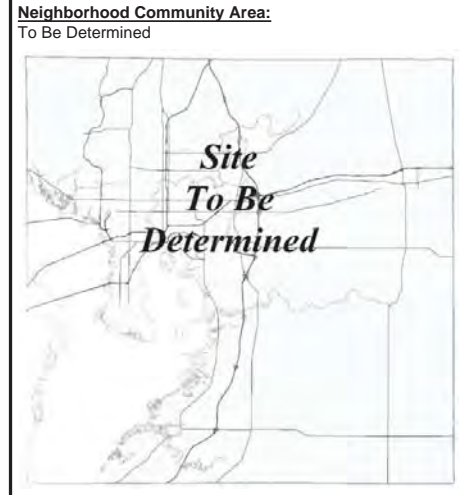 Neighborhood Community Area:
To Be Determined
Site
To Be
Determined